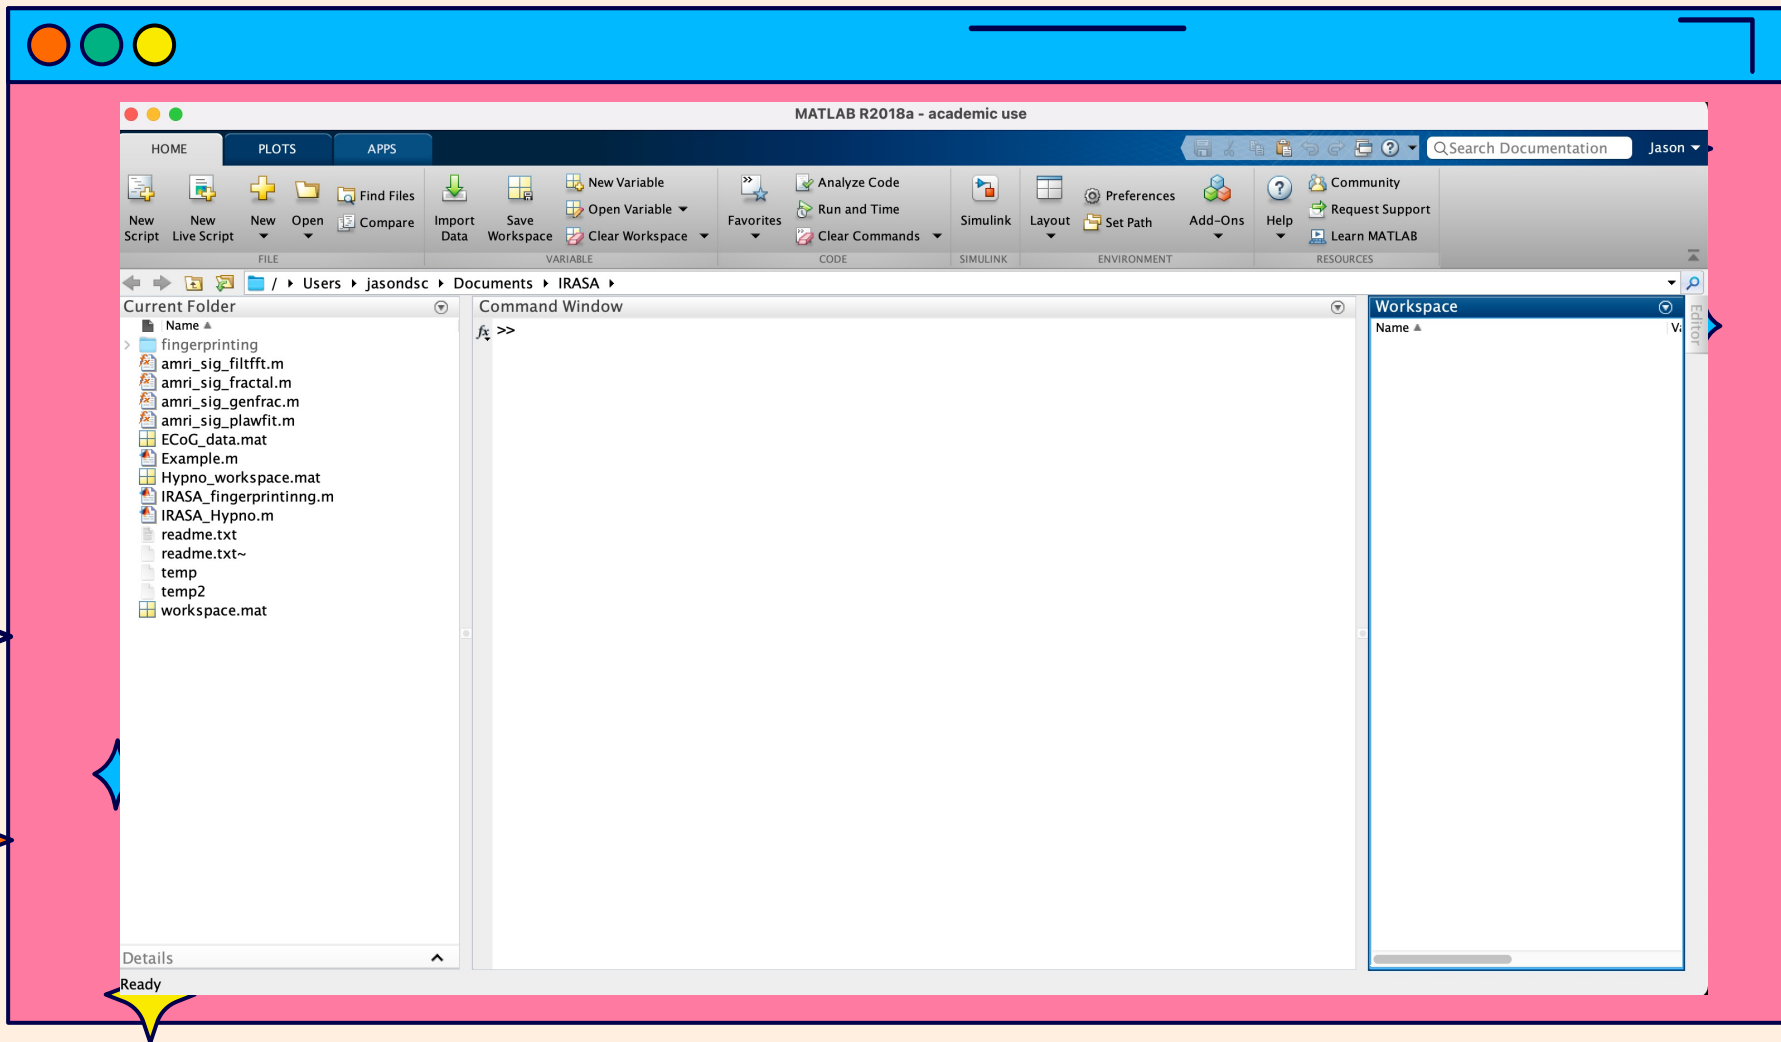 MATLAB R2018a - academic use
HOME PLOTS APPS Search Documentation Jason
New Script
New Live Script
New
Open
Find Files
Compare
FILE
Import Data
Save Workspace
New Variable
Open Variable
Clear Workspace
VARIABLE
Favorites
Analyze Code
Run and Time
Clear Commands
CODE
Simulink
SIMULINK
Layout
Preferences
Set Path
Add-Ons
ENVIRONMENT
Help
Community
Request Support
Learn MATLAB
RESOURCES
/ Users jasondsc Documents IRASA
Current Folder
Name
fingerprinting
amri_sig_filtfft.m
amri_sig_fractal.m
amri_sig_genfrac.m
amri_sig_plawfit.m
ECoG_data.mat
Example.m
Hypno_workspace.mat
IRASA_fingerprintinng.m
IRASA_Hypno.m
readme.txt
readme.txt~
temp
temp2
workspace.mat
Details
Ready
Command Window
fx >>
Workspace
Name
Editor